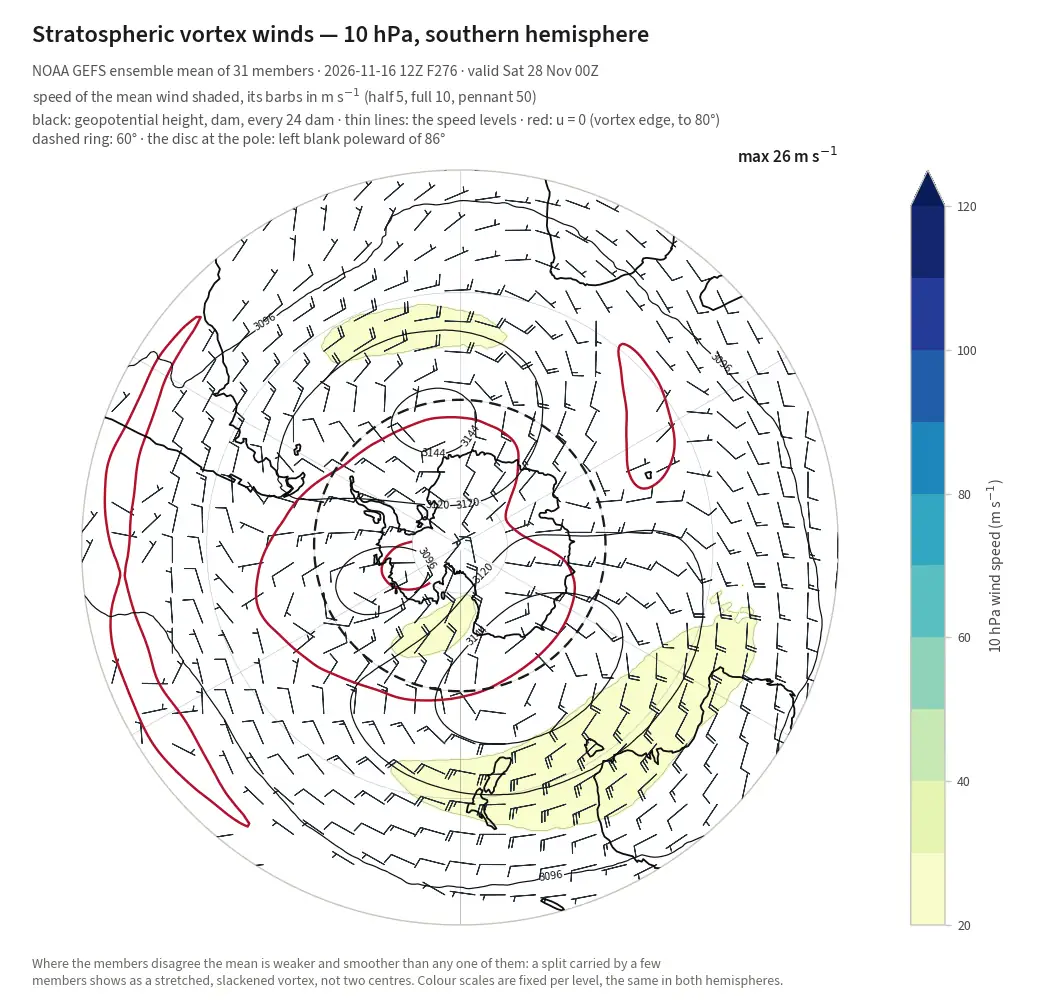 Stratospheric vortex winds — 10 hPa, southern hemisphere
NOAA GEFS ensemble mean of 31 members · 2026-11-16 12Z F276 · valid Sat 28 Nov 00Z
speed of the mean wind shaded, its barbs in m s⁻¹ (half 5, full 10, pennant 50)
black: geopotential height, dam, every 24 dam · thin lines: the speed levels · red: u = 0 (vortex edge, to 80°)
dashed ring: 60° · the disc at the pole: left blank poleward of 86°
max 26 m s⁻¹
120
100
80
60
40
20
10 hPa wind speed (m s⁻¹)
3096
3096
3144
3144
3120
3120
3096
3120
3096
Where the members disagree the mean is weaker and smoother than any one of them: a split carried by a few
members shows as a stretched, slackened vortex, not two centres. Colour scales are fixed per level, the same in both hemispheres.